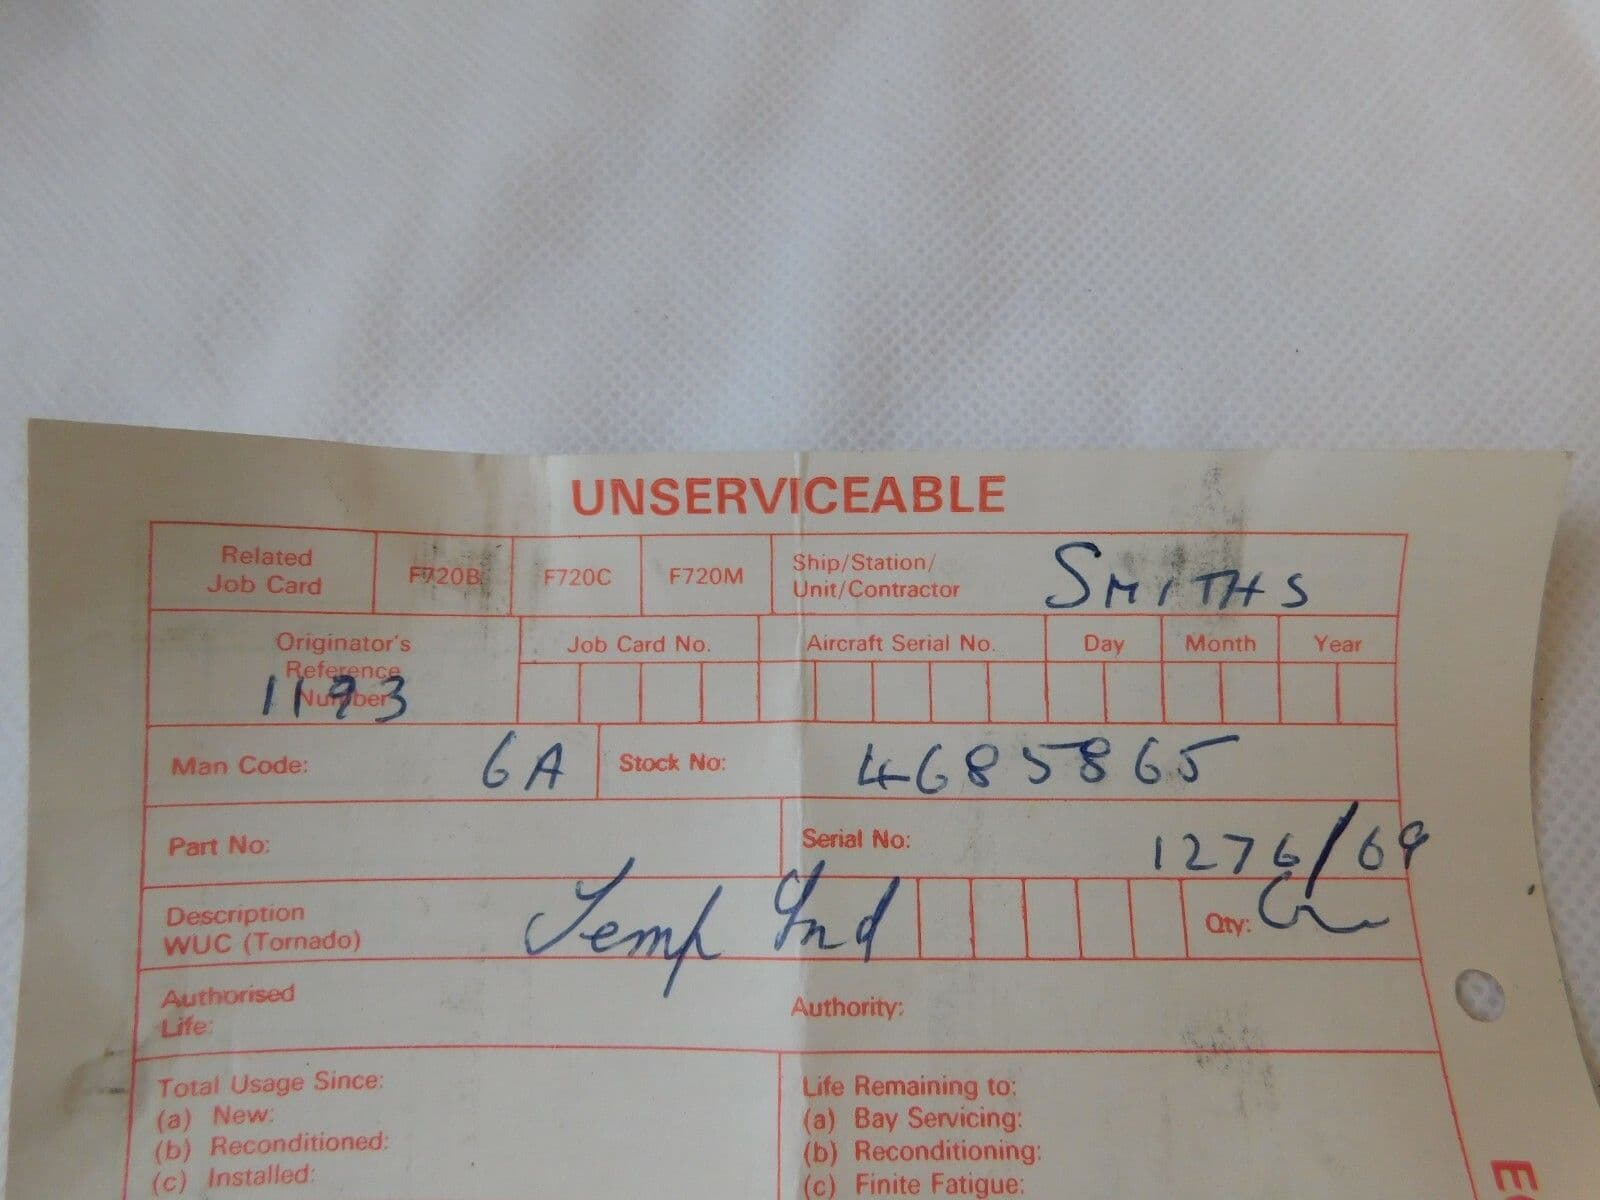 UNSERVICEABLE
Related Job Card F720B F720C F720M Ship/Station/ Unit/Contractor SMITHS
Originator's Reference Number 1193 Job Card No. Aircraft Serial No. Day Month Year
Man Code: 6A Stock No: 4685865
Part No: Serial No: 1276/69
Description WUC (Tornado) Temp Ind Qty:
Authorised Life: Authority:
Total Usage Since: Life Remaining to:
(a) New: (a) Bay Servicing:
(b) Reconditioned: (b) Reconditioning:
(c) Installed: (c) Finite Fatigue: